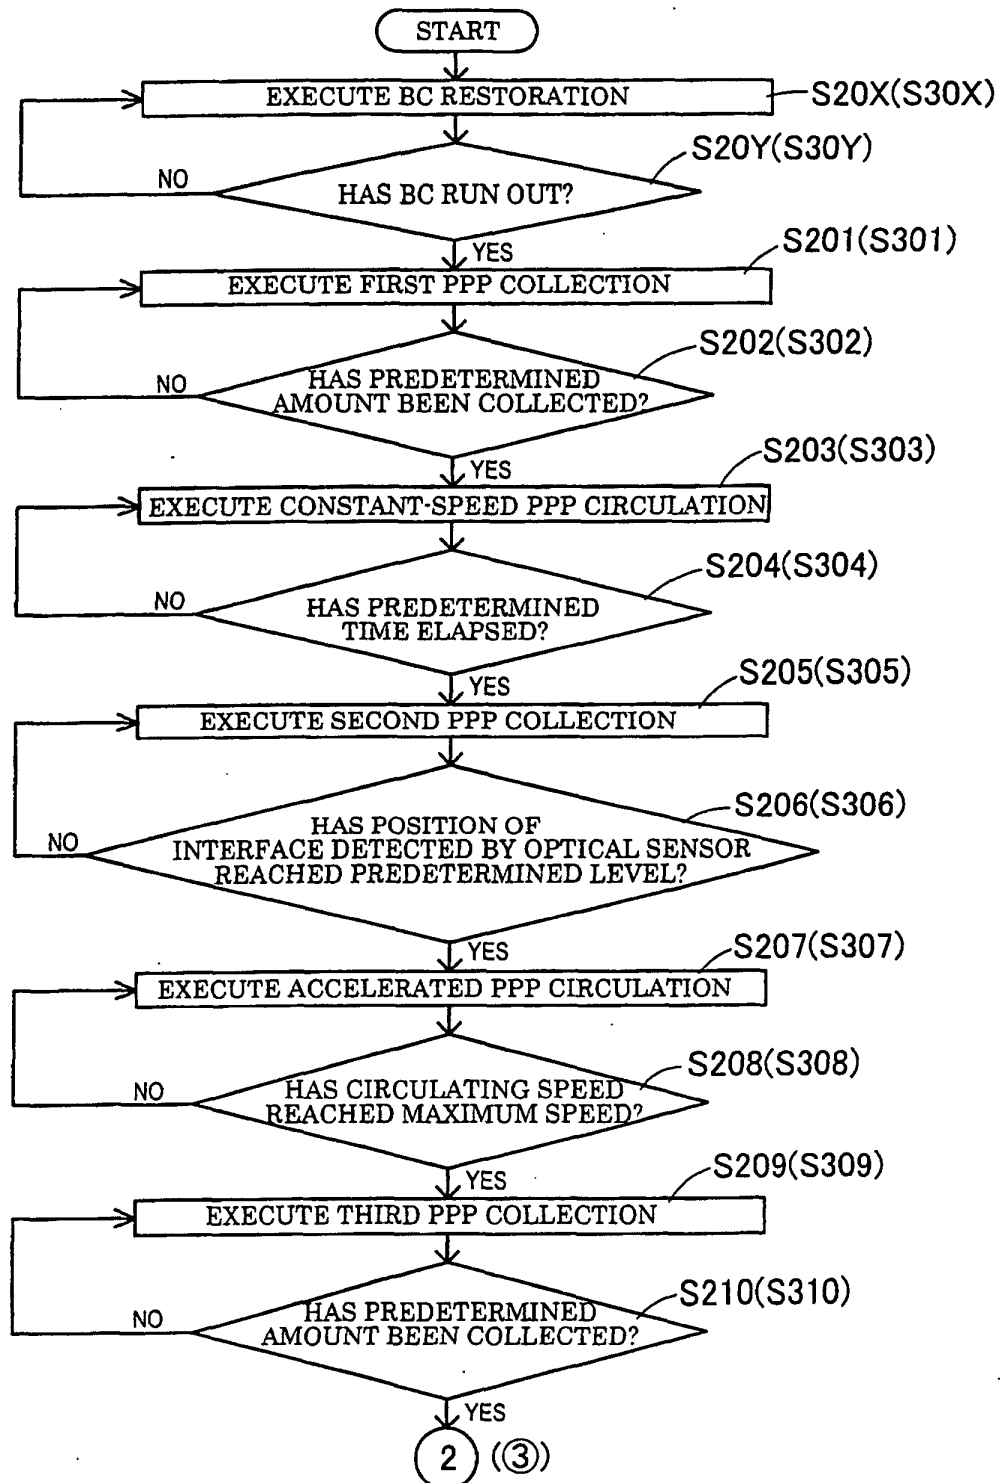 START
EXECUTE BC RESTORATION
S20X(S30X)
S20Y(S30Y)
NO
HAS BC RUN OUT?
YES
S201(S301)
EXECUTE FIRST PPP COLLECTION
S202(S302)
NO
HAS PREDETERMINED
AMOUNT BEEN COLLECTED?
YES
S203(S303)
EXECUTE CONSTANT-SPEED PPP CIRCULATION
S204(S304)
NO
HAS PREDETERMINED
TIME ELAPSED?
YES
S205(S305)
EXECUTE SECOND PPP COLLECTION
S206(S306)
NO
HAS POSITION OF
INTERFACE DETECTED BY OPTICAL SENSOR
REACHED PREDETERMINED LEVEL?
YES
S207(S307)
EXECUTE ACCELERATED PPP CIRCULATION
S208(S308)
NO
HAS CIRCULATING SPEED
REACHED MAXIMUM SPEED?
YES
S209(S309)
EXECUTE THIRD PPP COLLECTION
S210(S310)
NO
HAS PREDETERMINED
AMOUNT BEEN COLLECTED?
YES
2 (③)